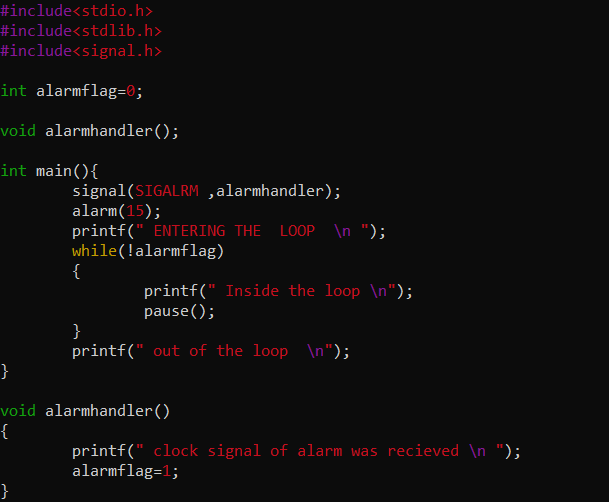 #include<stdio.h>
#include<stdlib.h>
#include<signal.h>

int alarmflag=0;

void alarmhandler();

int main(){
        signal(SIGALRM ,alarmhandler);
        alarm(15);
        printf(" ENTERING THE  LOOP  \n ");
        while(!alarmflag)
        {
                printf(" Inside the loop \n");
                pause();
        }
        printf(" out of the loop  \n");
}

void alarmhandler()
{
        printf(" clock signal of alarm was recieved \n ");
        alarmflag=1;
}